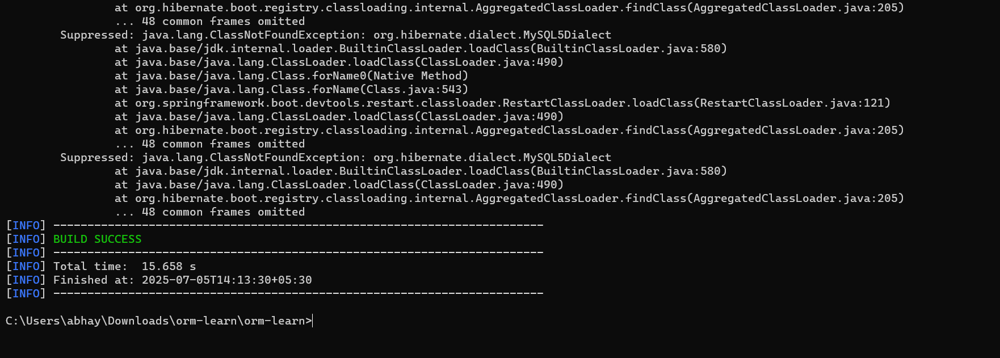 at org.hibernate.boot.registry.classloading.internal.AggregatedClassLoader.findClass(AggregatedClassLoader.java:205)
... 48 common frames omitted
Suppressed: java.lang.ClassNotFoundException: org.hibernate.dialect.MySQL5Dialect
at java.base/jdk.internal.loader.BuiltinClassLoader.loadClass(BuiltinClassLoader.java:580)
at java.base/java.lang.ClassLoader.loadClass(ClassLoader.java:490)
at java.base/java.lang.Class.forName0(Native Method)
at java.base/java.lang.Class.forName(Class.java:543)
at org.springframework.boot.devtools.restart.classloader.RestartClassLoader.loadClass(RestartClassLoader.java:121)
at java.base/java.lang.ClassLoader.loadClass(ClassLoader.java:490)
at org.hibernate.boot.registry.classloading.internal.AggregatedClassLoader.findClass(AggregatedClassLoader.java:205)
... 48 common frames omitted
Suppressed: java.lang.ClassNotFoundException: org.hibernate.dialect.MySQL5Dialect
at java.base/jdk.internal.loader.BuiltinClassLoader.loadClass(BuiltinClassLoader.java:580)
at java.base/java.lang.ClassLoader.loadClass(ClassLoader.java:490)
at org.hibernate.boot.registry.classloading.internal.AggregatedClassLoader.findClass(AggregatedClassLoader.java:205)
... 48 common frames omitted
[INFO] ------------------------------------------------------------------------
[INFO] BUILD SUCCESS
[INFO] ------------------------------------------------------------------------
[INFO] Total time:  15.658 s
[INFO] Finished at: 2025-07-05T14:13:30+05:30
[INFO] ------------------------------------------------------------------------
C:\Users\abhay\Downloads\orm-learn\orm-learn>